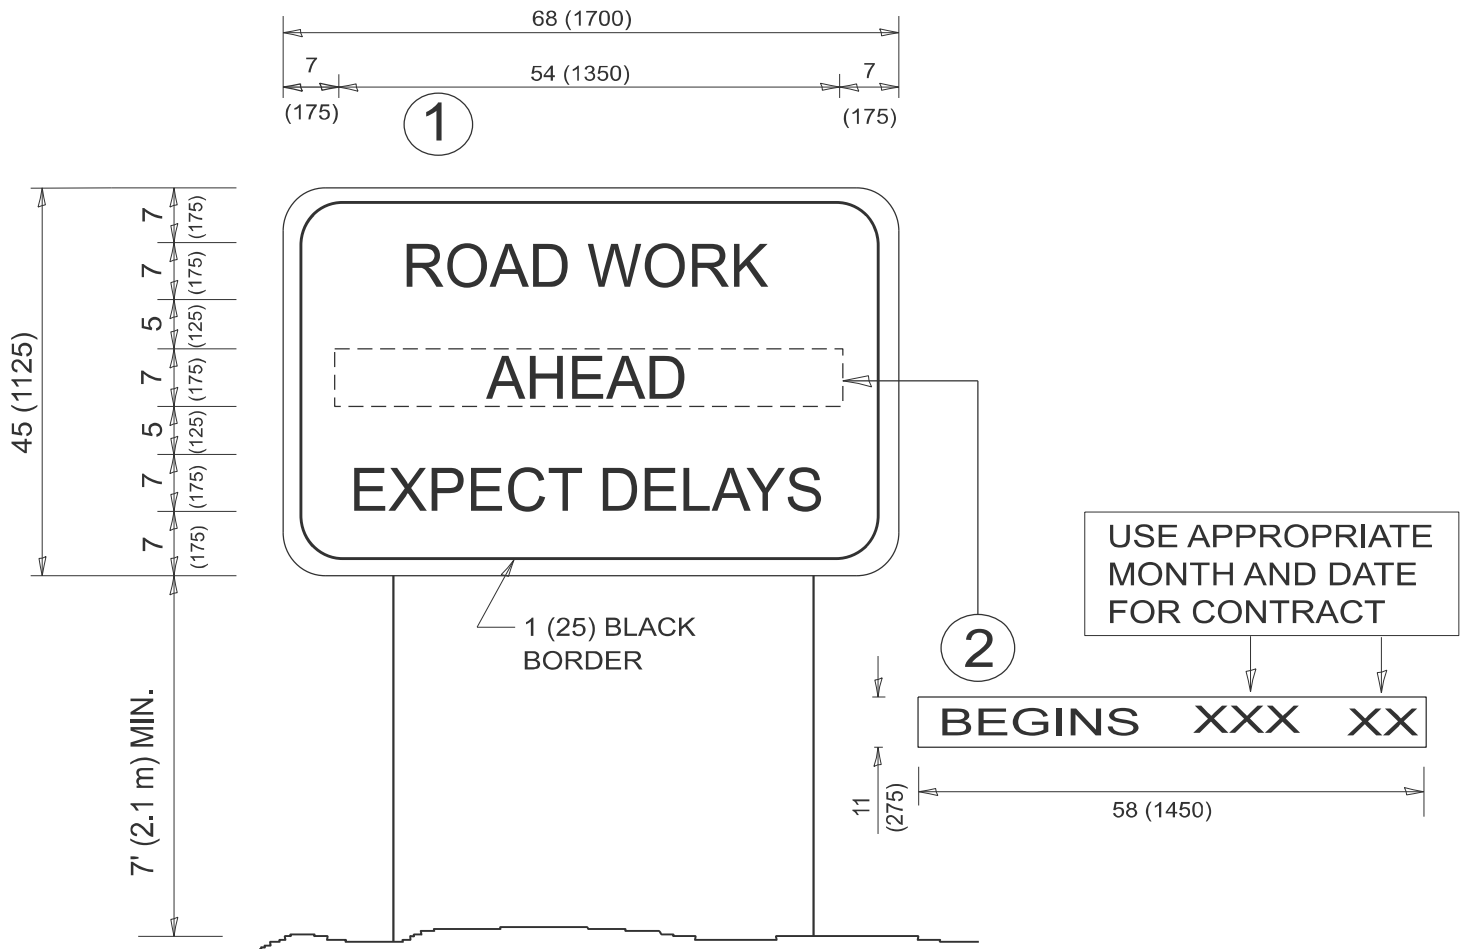 68 (1700)
7
54 (1350)
7
(175)
(175)
1
7
(175)
7
(175)
5
(125)
7
(175)
5
(125)
7
(175)
7
(175)
45 (1125)
ROAD WORK
AHEAD
EXPECT DELAYS
1 (25) BLACK
BORDER
7' (2.1 m) MIN.
2
USE APPROPRIATE
MONTH AND DATE
FOR CONTRACT
BEGINS XXX XX
11
(275)
58 (1450)